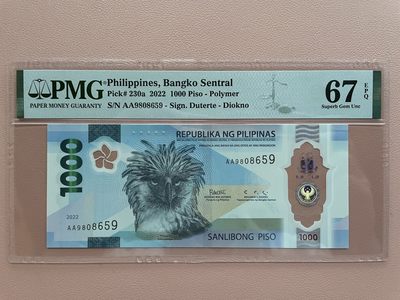 PMG
PAPER MONEY GUARANTY
Philippines, Bangko Sentral
Pick# 230a 2022 1000 Piso - Polymer
S/N AA9808659 - Sign. Duterte - Diokno
67 EPQ
Superb Gem Unc
REPUBLIKA NG PILIPINAS
AA9808659
1000
2022
AA9808659
SANLIBONG PISO
1000